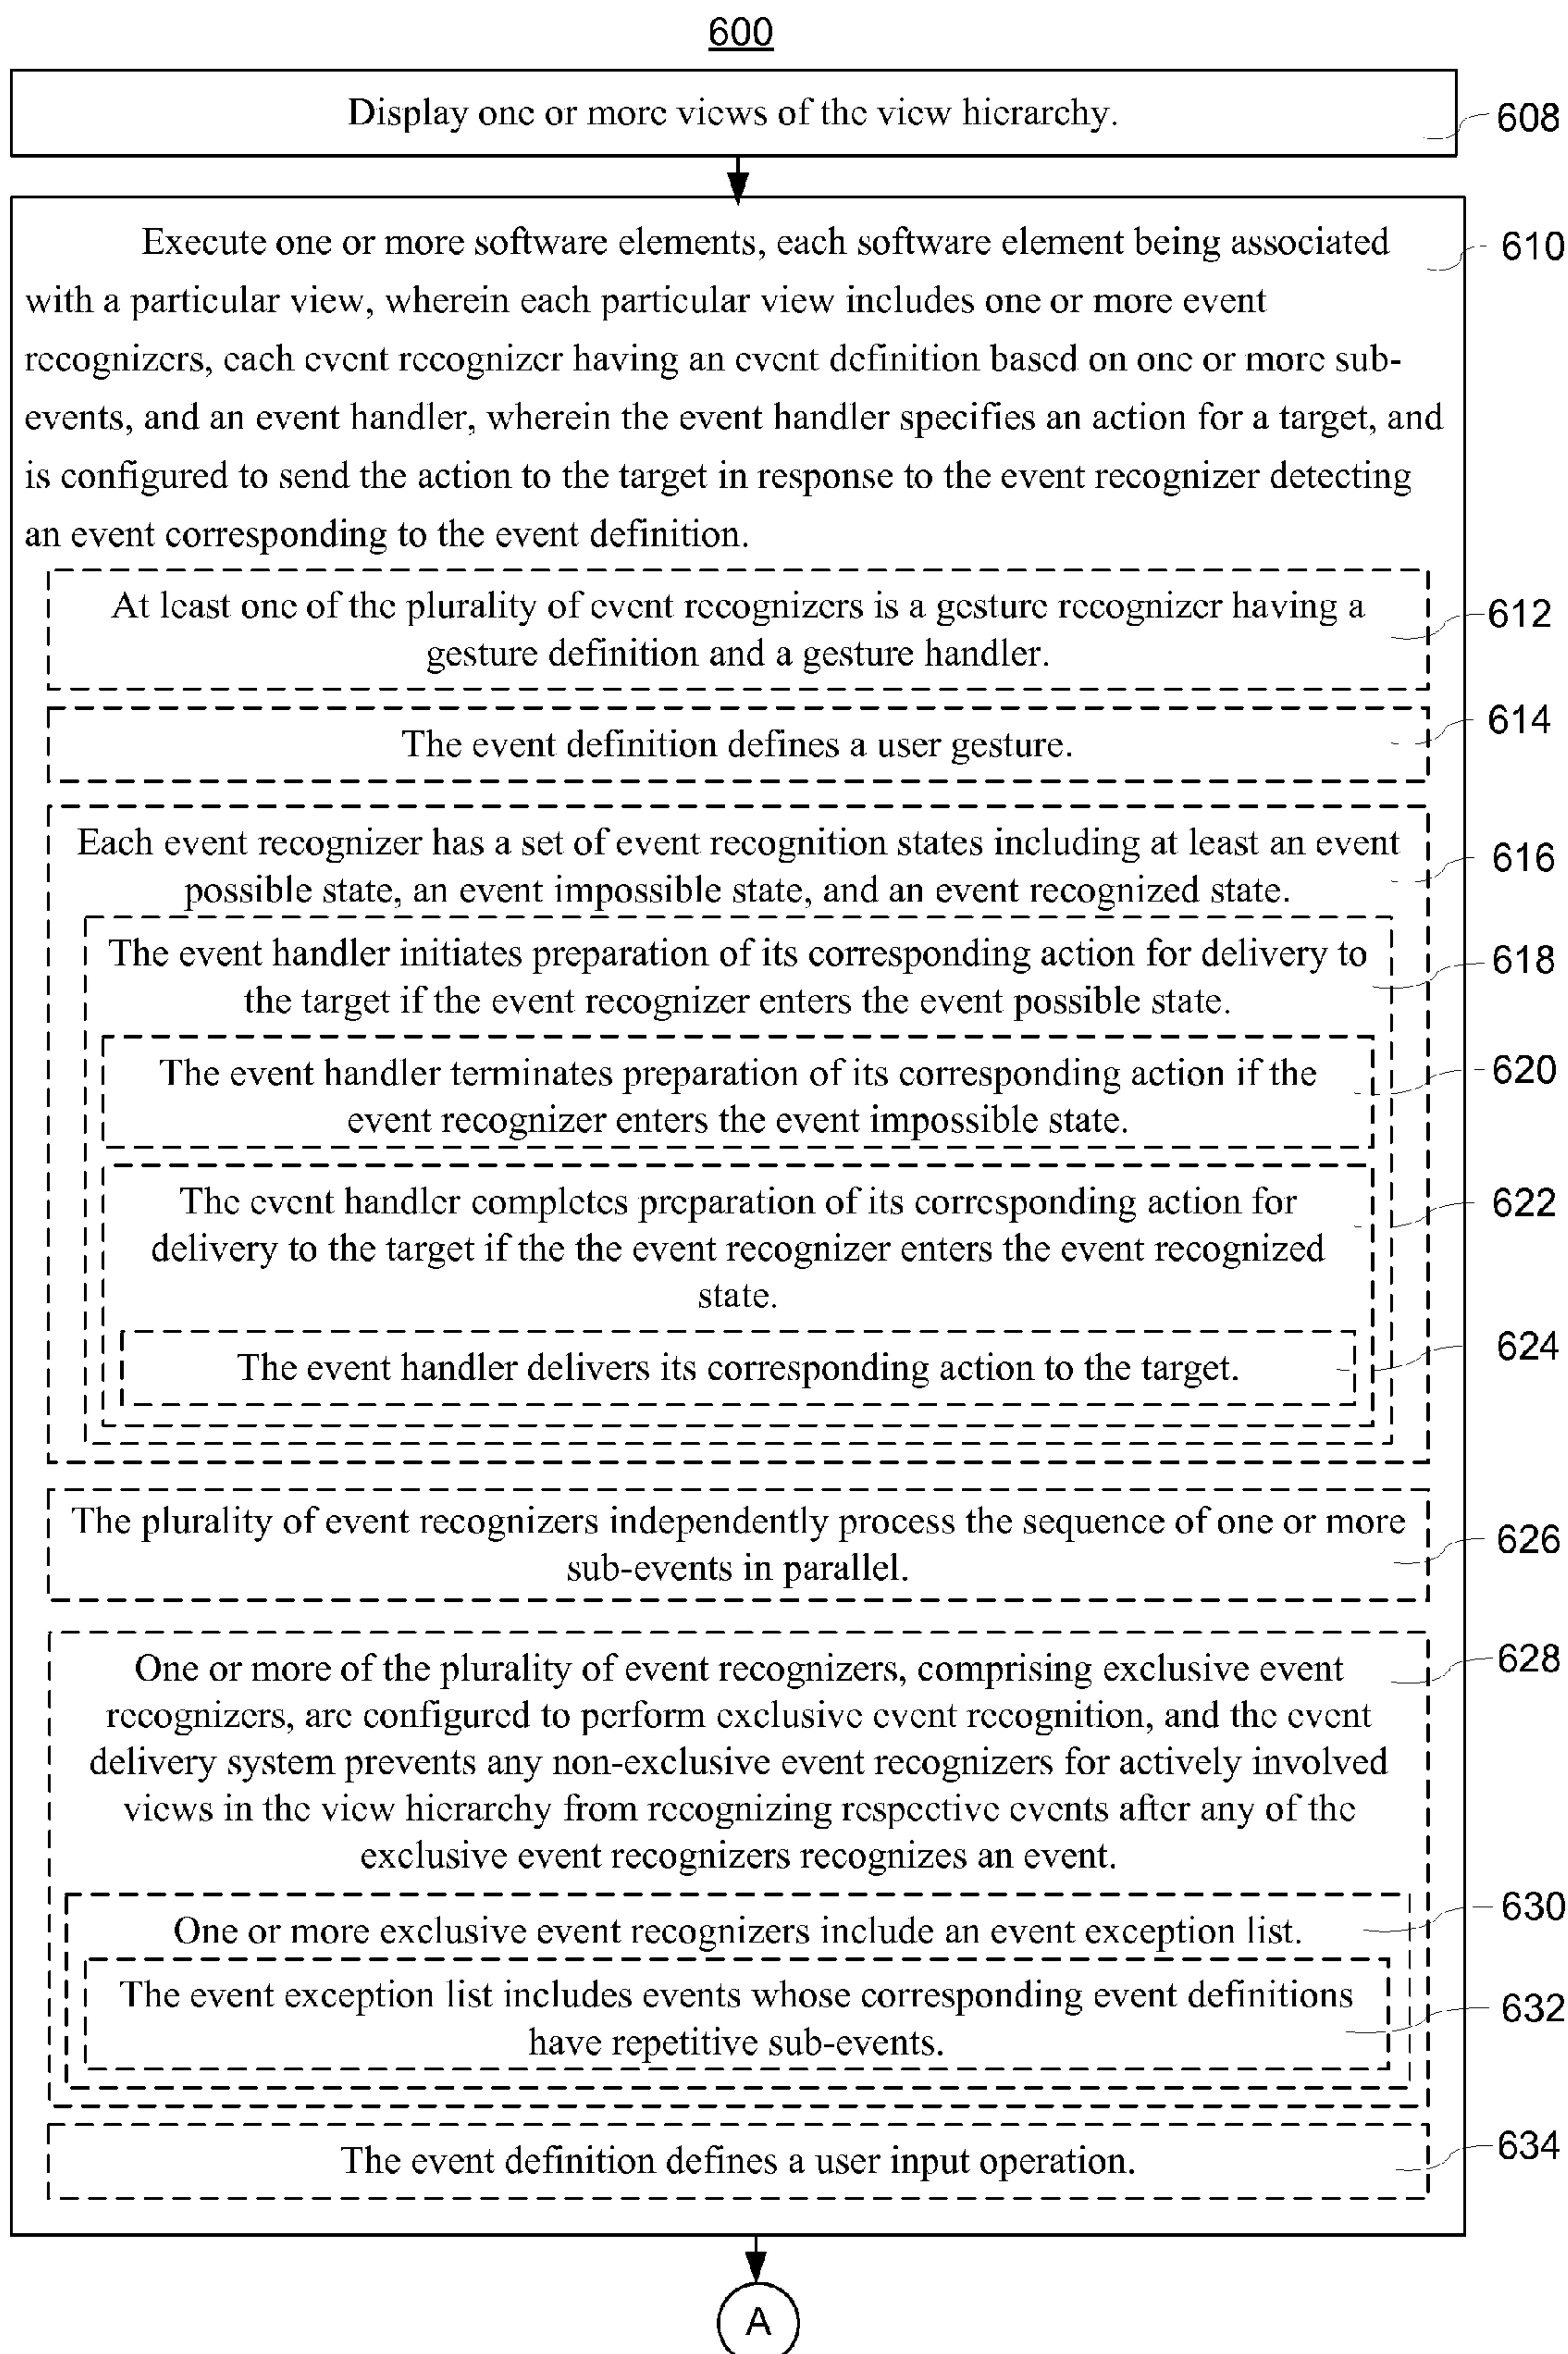 600
Display one or more views of the view hierarchy.
608
Execute one or more software elements, each software element being associated
610
with a particular view, wherein each particular view includes one or more event
recognizers, each event recognizer having an event definition based on one or more sub-
events, and an event handler, wherein the event handler specifies an action for a target, and
is configured to send the action to the target in response to the event recognizer detecting
an event corresponding to the event definition.
At least one of the plurality of event recognizers is a gesture recognizer having a
612
gesture definition and a gesture handler.
614
The event definition defines a user gesture.
Each event recognizer has a set of event recognition states including at least an event
616
possible state, an event impossible state, and an event recognized state.
The event handler initiates preparation of its corresponding action for delivery to
618
the target if the event recognizer enters the event possible state.
The event handler terminates preparation of its corresponding action if the
620
event recognizer enters the event impossible state.
The event handler completes preparation of its corresponding action for
622
delivery to the target if the the event recognizer enters the event recognized
state.
624
The event handler delivers its corresponding action to the target.
The plurality of event recognizers independently process the sequence of one or more
626
sub-events in parallel.
One or more of the plurality of event recognizers, comprising exclusive event
628
recognizers, are configured to perform exclusive event recognition, and the event
delivery system prevents any non-exclusive event recognizers for actively involved
views in the view hierarchy from recognizing respective events after any of the
exclusive event recognizers recognizes an event.
630
One or more exclusive event recognizers include an event exception list.
The event exception list includes events whose corresponding event definitions
632
have repetitive sub-events.
634
The event definition defines a user input operation.
A